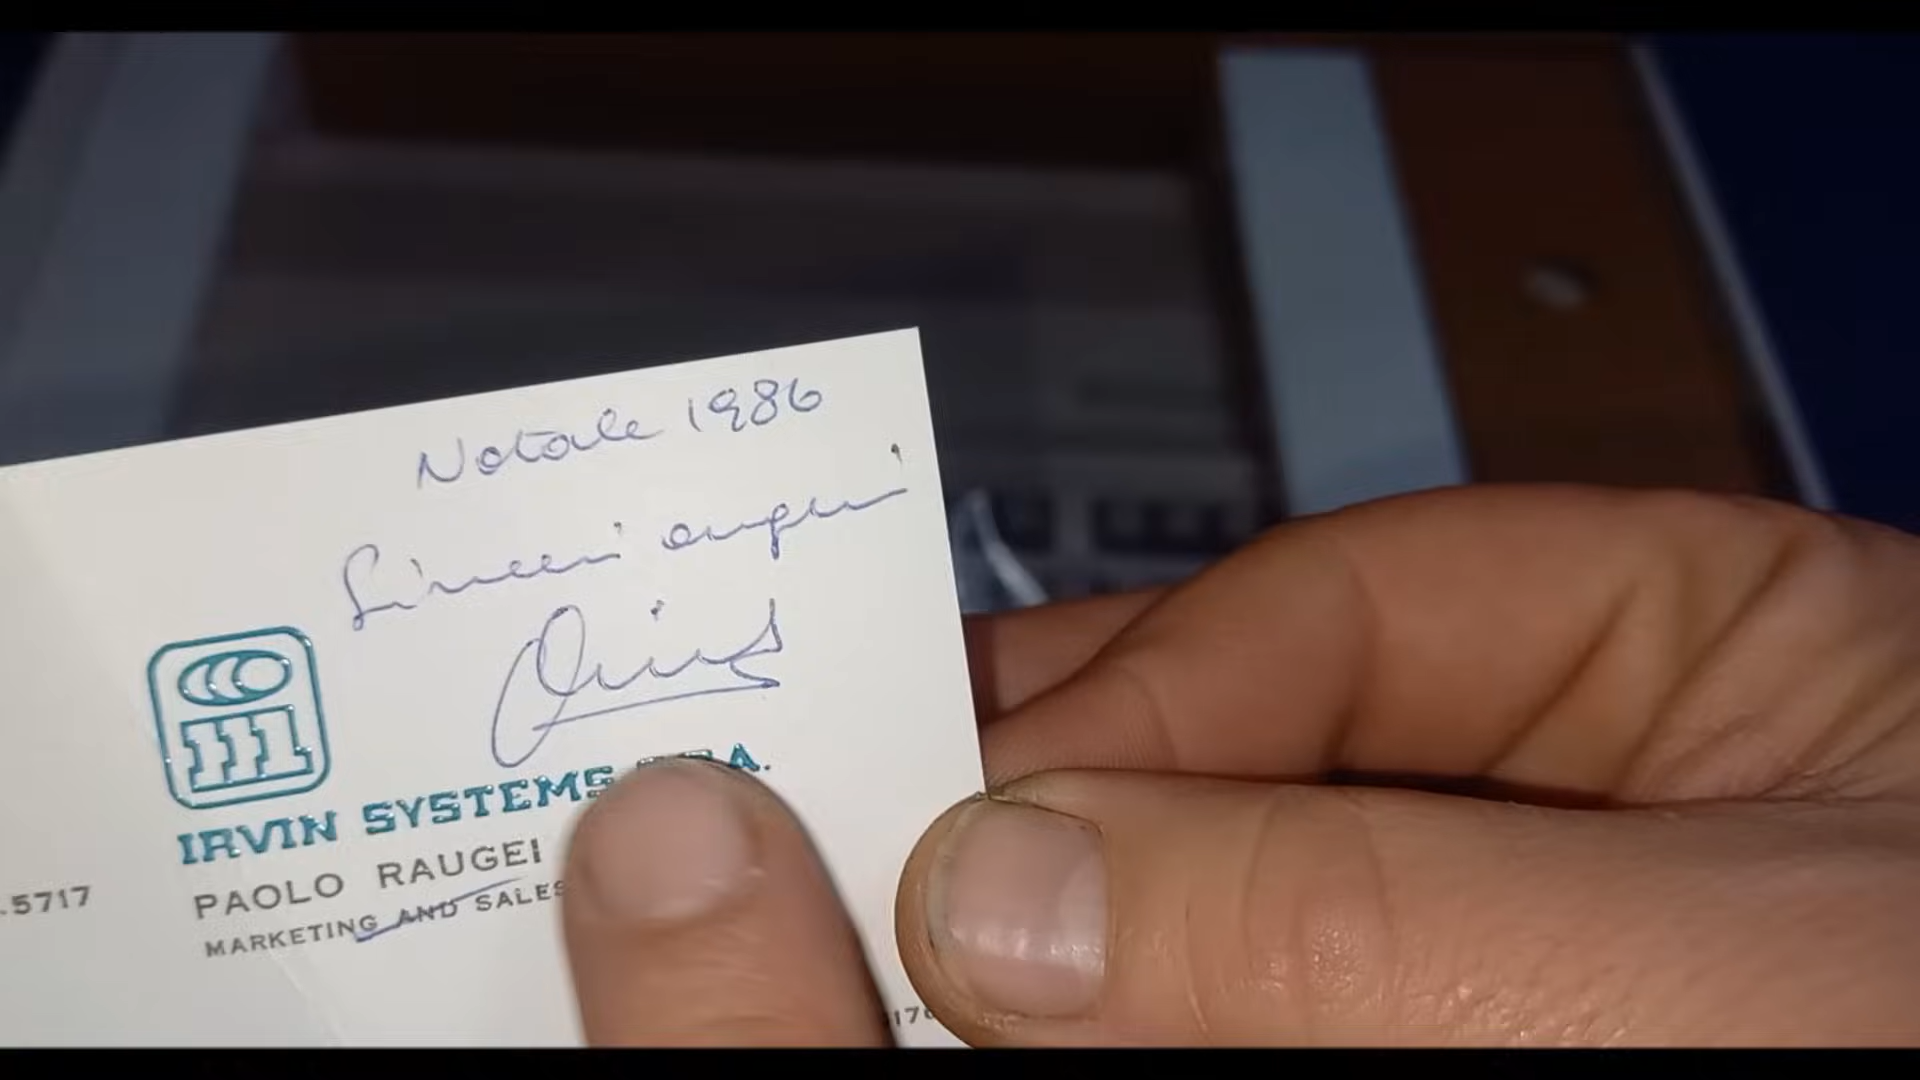 Natale 1986
Sinceri auguri
IRVIN SYSTEMS
PAOLO RAUGEI
MARKETING AND SALES
.5717